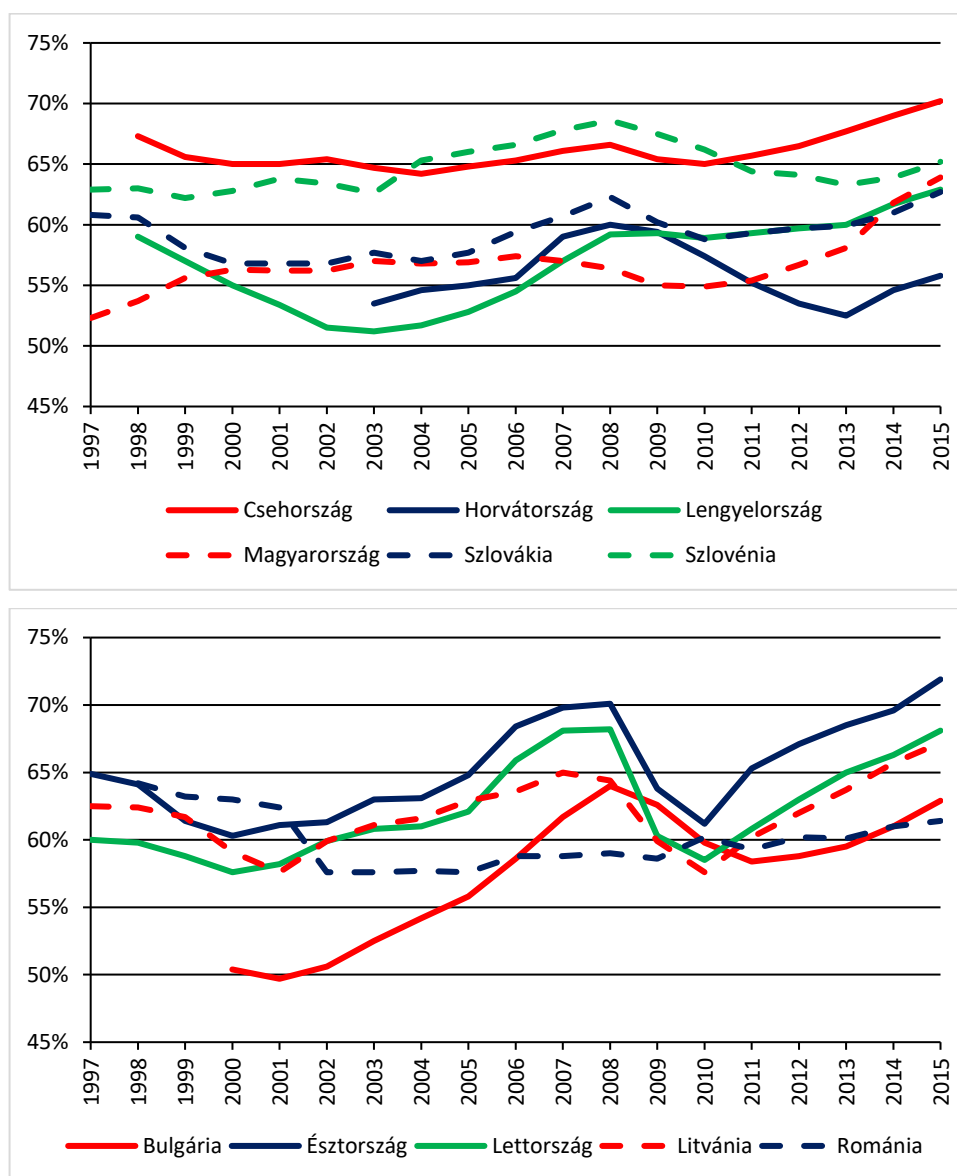 75%
70%
65%
60%
55%
50%
45%
1997 1998 1999 2000 2001 2002 2003 2004 2005 2006 2007 2008 2009 2010 2011 2012 2013 2014 2015
Csehország Horvátország Lengyelország
Magyarország Szlovákia Szlovénia
75%
70%
65%
60%
55%
50%
45%
1997 1998 1999 2000 2001 2002 2003 2004 2005 2006 2007 2008 2009 2010 2011 2012 2013 2014 2015
Bulgária Észtország Lettország Litvánia Románia